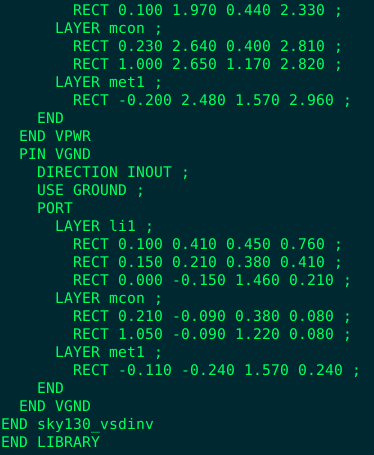 RECT 0.100 1.970 0.440 2.330 ;
LAYER mcon ;
RECT 0.230 2.640 0.400 2.810 ;
RECT 1.000 2.650 1.170 2.820 ;
LAYER met1 ;
RECT -0.200 2.480 1.570 2.960 ;
END
END VPWR
PIN VGND
DIRECTION INOUT ;
USE GROUND ;
PORT
LAYER li1 ;
RECT 0.100 0.410 0.450 0.760 ;
RECT 0.150 0.210 0.380 0.410 ;
RECT 0.000 -0.150 1.460 0.210 ;
LAYER mcon ;
RECT 0.210 -0.090 0.380 0.080 ;
RECT 1.050 -0.090 1.220 0.080 ;
LAYER met1 ;
RECT -0.110 -0.240 1.570 0.240 ;
END
END VGND
END sky130_vsdinv
END LIBRARY